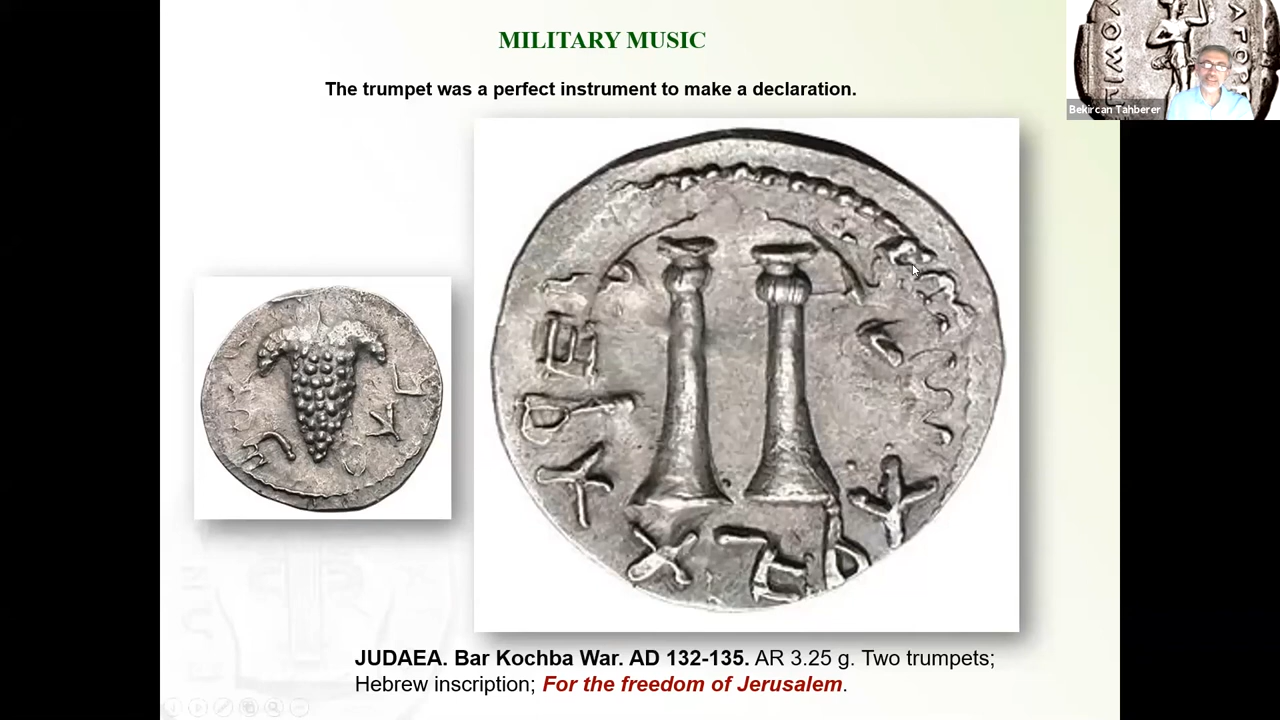 MILITARY MUSIC
The trumpet was a perfect instrument to make a declaration.
Bekircan Tahberer
JUDAEA. Bar Kochba War. AD 132-135. AR 3.25 g. Two trumpets;
Hebrew inscription; For the freedom of Jerusalem.